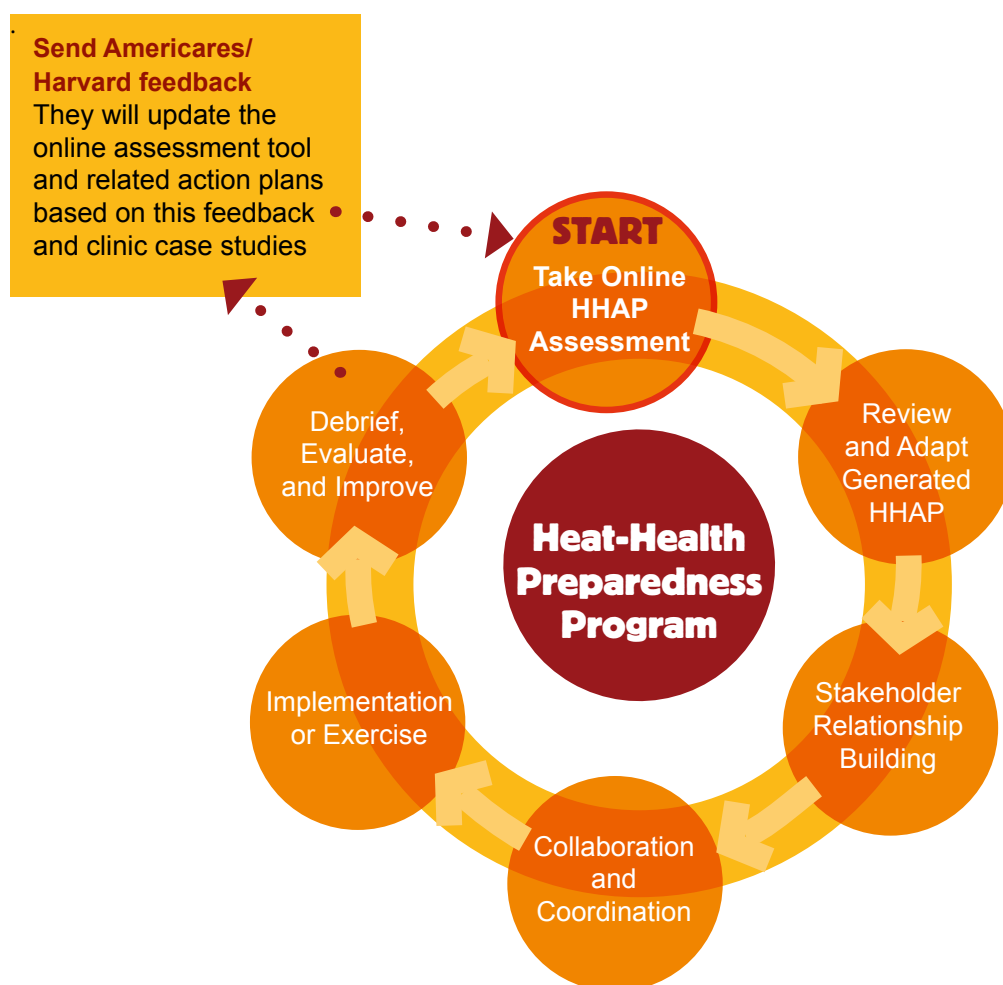 .
Send Americares/
Harvard feedback
They will update the
online assessment tool
and related action plans
based on this feedback
and clinic case studies
START
Take Online
HHAP
Assessment
Review
and Adapt
Generated
HHAP
Stakeholder
Relationship
Building
Collaboration
and
Coordination
Implementation
or Exercise
Debrief,
Evaluate,
and Improve
Heat-Health
Preparedness
Program